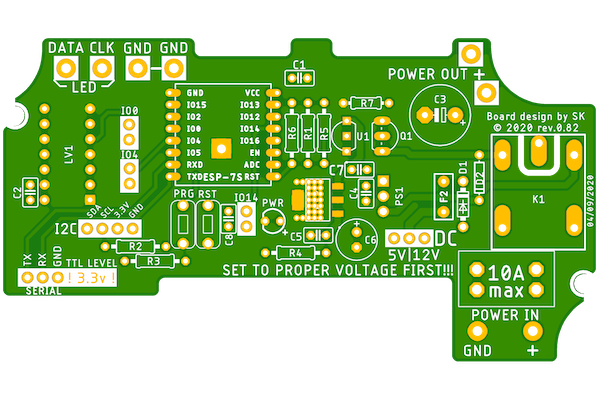 DATA CLK GND GND
LED
POWER OUT +
C1
C3
+
R7
Board design by SK
© 2020 rev.0.82
GND VCC
IO15 IO13
IO2 IO12
IO0 IO14
IO4 IO16
IO5 EN
RXD ADC
TXD ESP-7S RST
IO0
IO4
LV1
C2
R6
R1
R5
U1
Q1
C7
C4
PS1
F2
D1
D2
K1
04/09/2020
PRG RST
IO14
PWR
C8
C5
C6
+
I2C
SDA
SCL
3.3V
GND
R2
R3
R4
DC
5V|12V
SET TO PROPER VOLTAGE FIRST!!!
TX
RX
GND
TTL LEVEL
! 3.3v !
SERIAL
10A
max
POWER IN
GND +